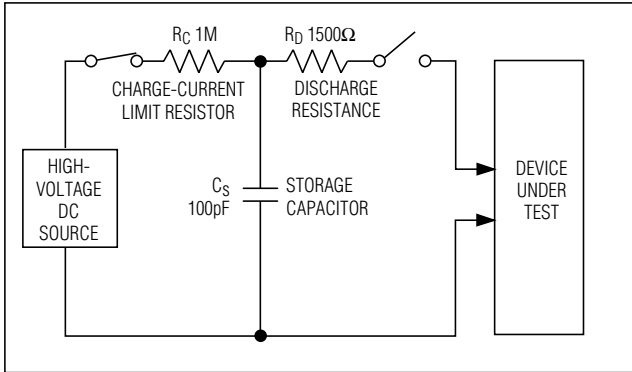 R_C 1M
CHARGE-CURRENT
LIMIT RESISTOR
R_D 1500Ω
DISCHARGE
RESISTANCE
HIGH-
VOLTAGE
DC
SOURCE
C_S
100pF
STORAGE
CAPACITOR
DEVICE
UNDER
TEST